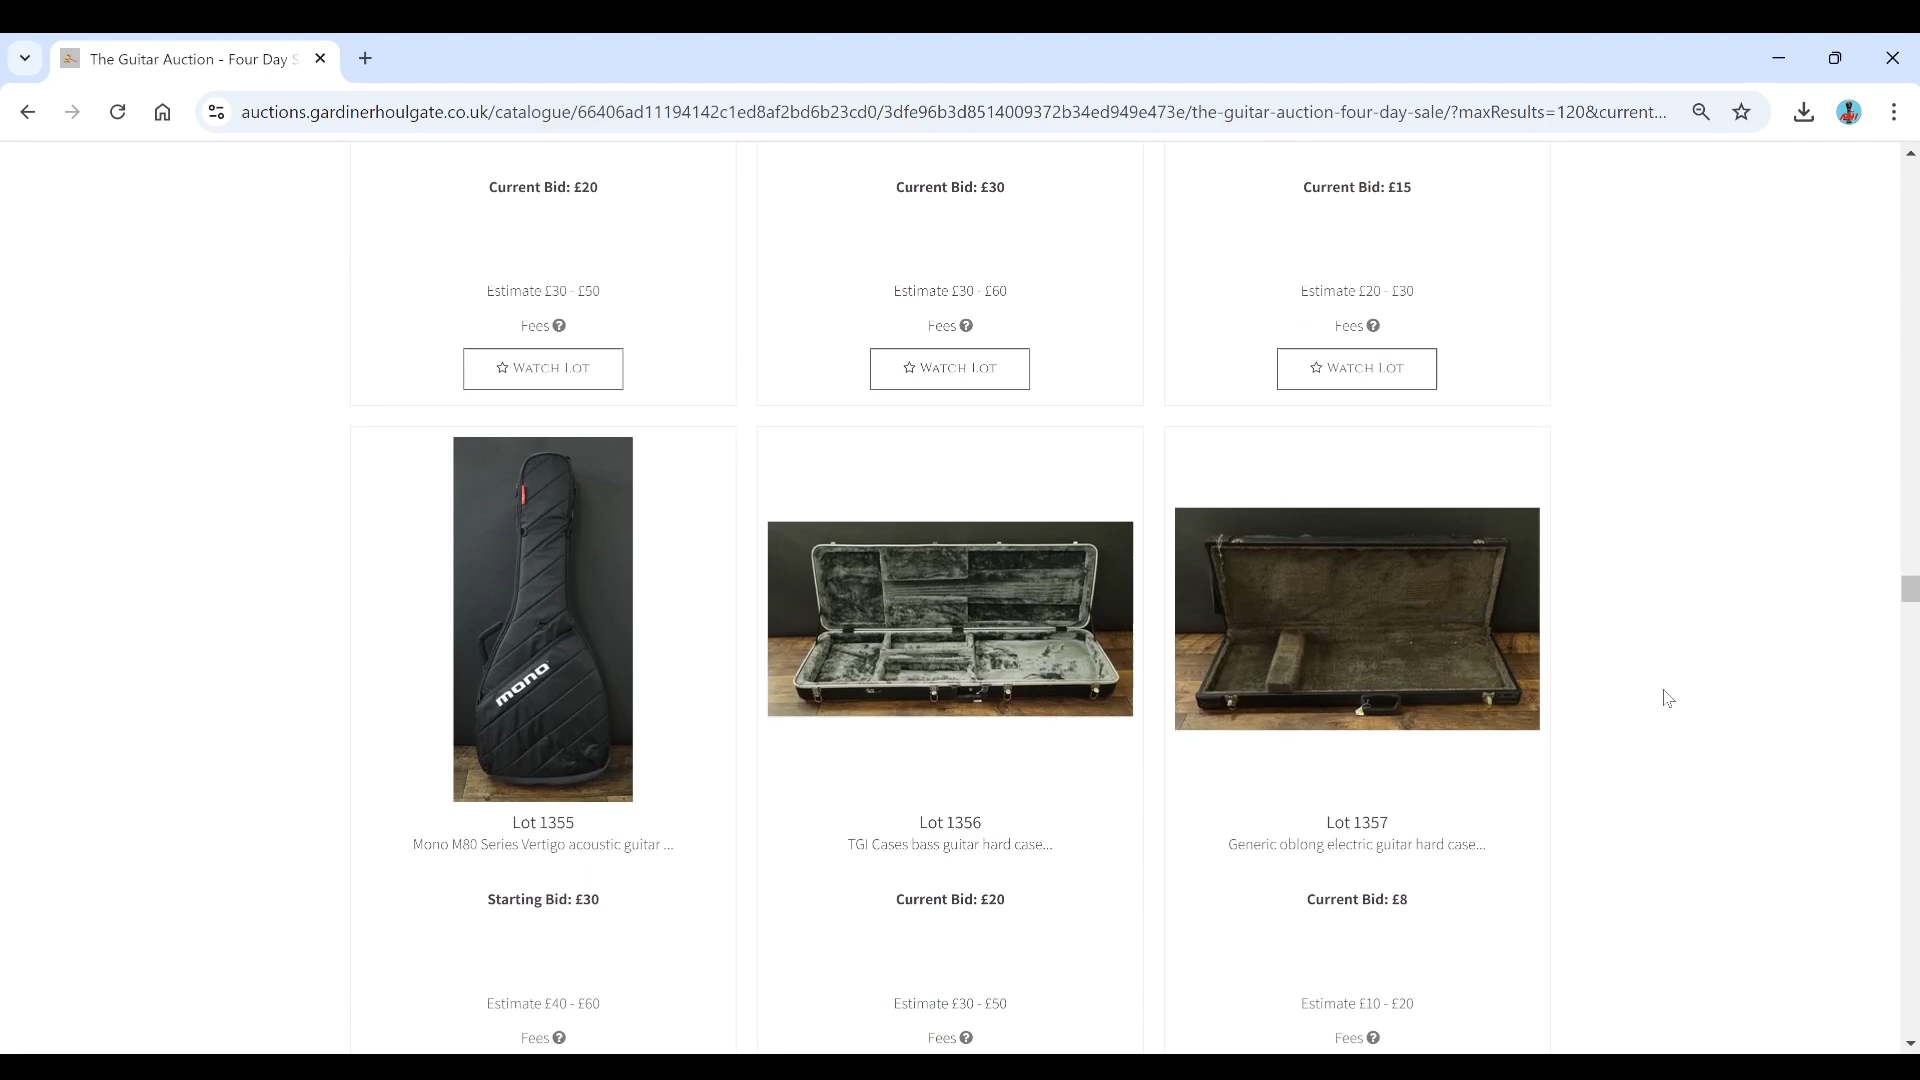 The Guitar Auction - Four Day S
auctions.gardinerhoulgate.co.uk/catalogue/66406ad11194142c1ed8af2bd6b23cd0/3dfe96b3d8514009372b34ed949e473e/the-guitar-auction-four-day-sale/?maxResults=120&current...
Current Bid: £20
Current Bid: £30
Current Bid: £15
Estimate £30 - £50
Estimate £30 - £60
Estimate £20 - £30
Fees
Fees
Fees
WATCH LOT
WATCH LOT
WATCH LOT
mono
Lot 1355
Lot 1356
Lot 1357
Mono M80 Series Vertigo acoustic guitar ...
TGI Cases bass guitar hard case...
Generic oblong electric guitar hard case...
Starting Bid: £30
Current Bid: £20
Current Bid: £8
Estimate £40 - £60
Estimate £30 - £50
Estimate £10 - £20
Fees
Fees
Fees